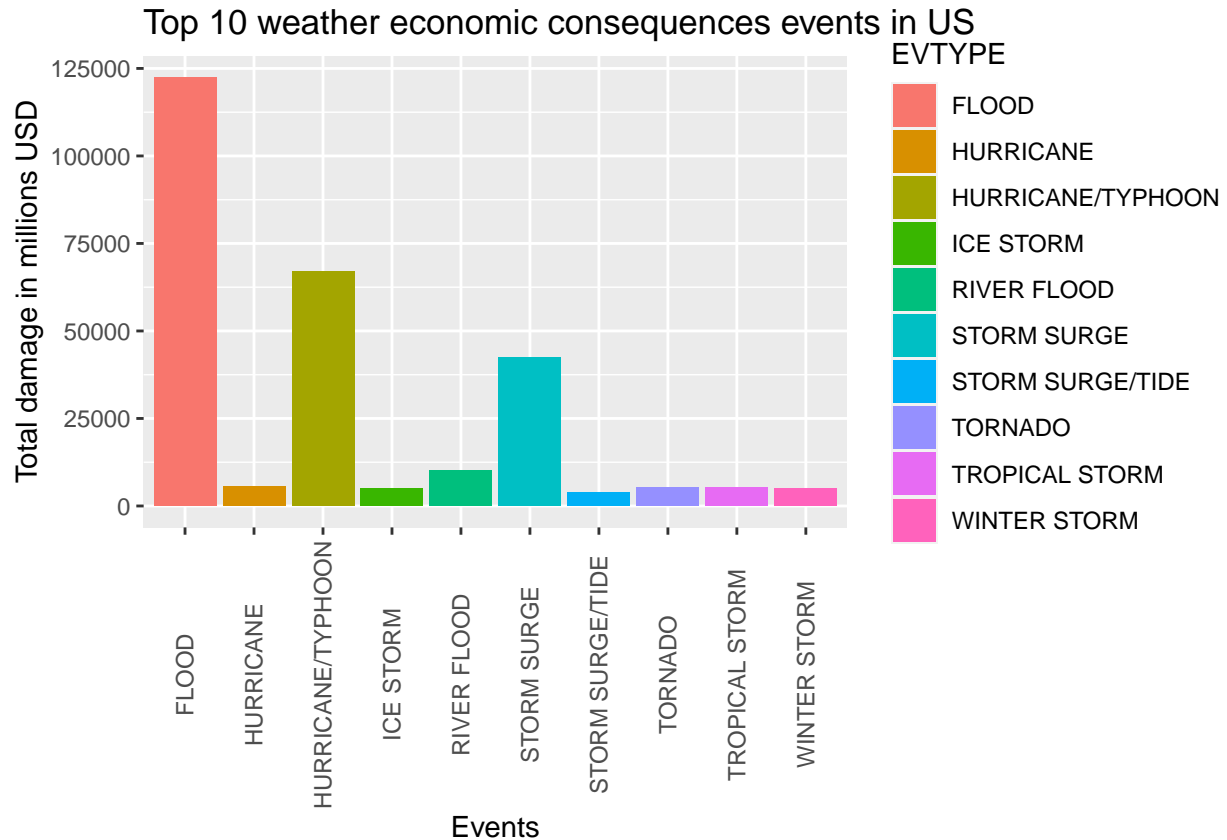 Top 10 weather economic consequences events in US
Total damage in millions USD
125000
100000
75000
50000
25000
0
FLOOD
HURRICANE
HURRICANE/TYPHOON
ICE STORM
RIVER FLOOD
STORM SURGE
STORM SURGE/TIDE
TORNADO
TROPICAL STORM
WINTER STORM
Events
EVTYPE
FLOOD
HURRICANE
HURRICANE/TYPHOON
ICE STORM
RIVER FLOOD
STORM SURGE
STORM SURGE/TIDE
TORNADO
TROPICAL STORM
WINTER STORM